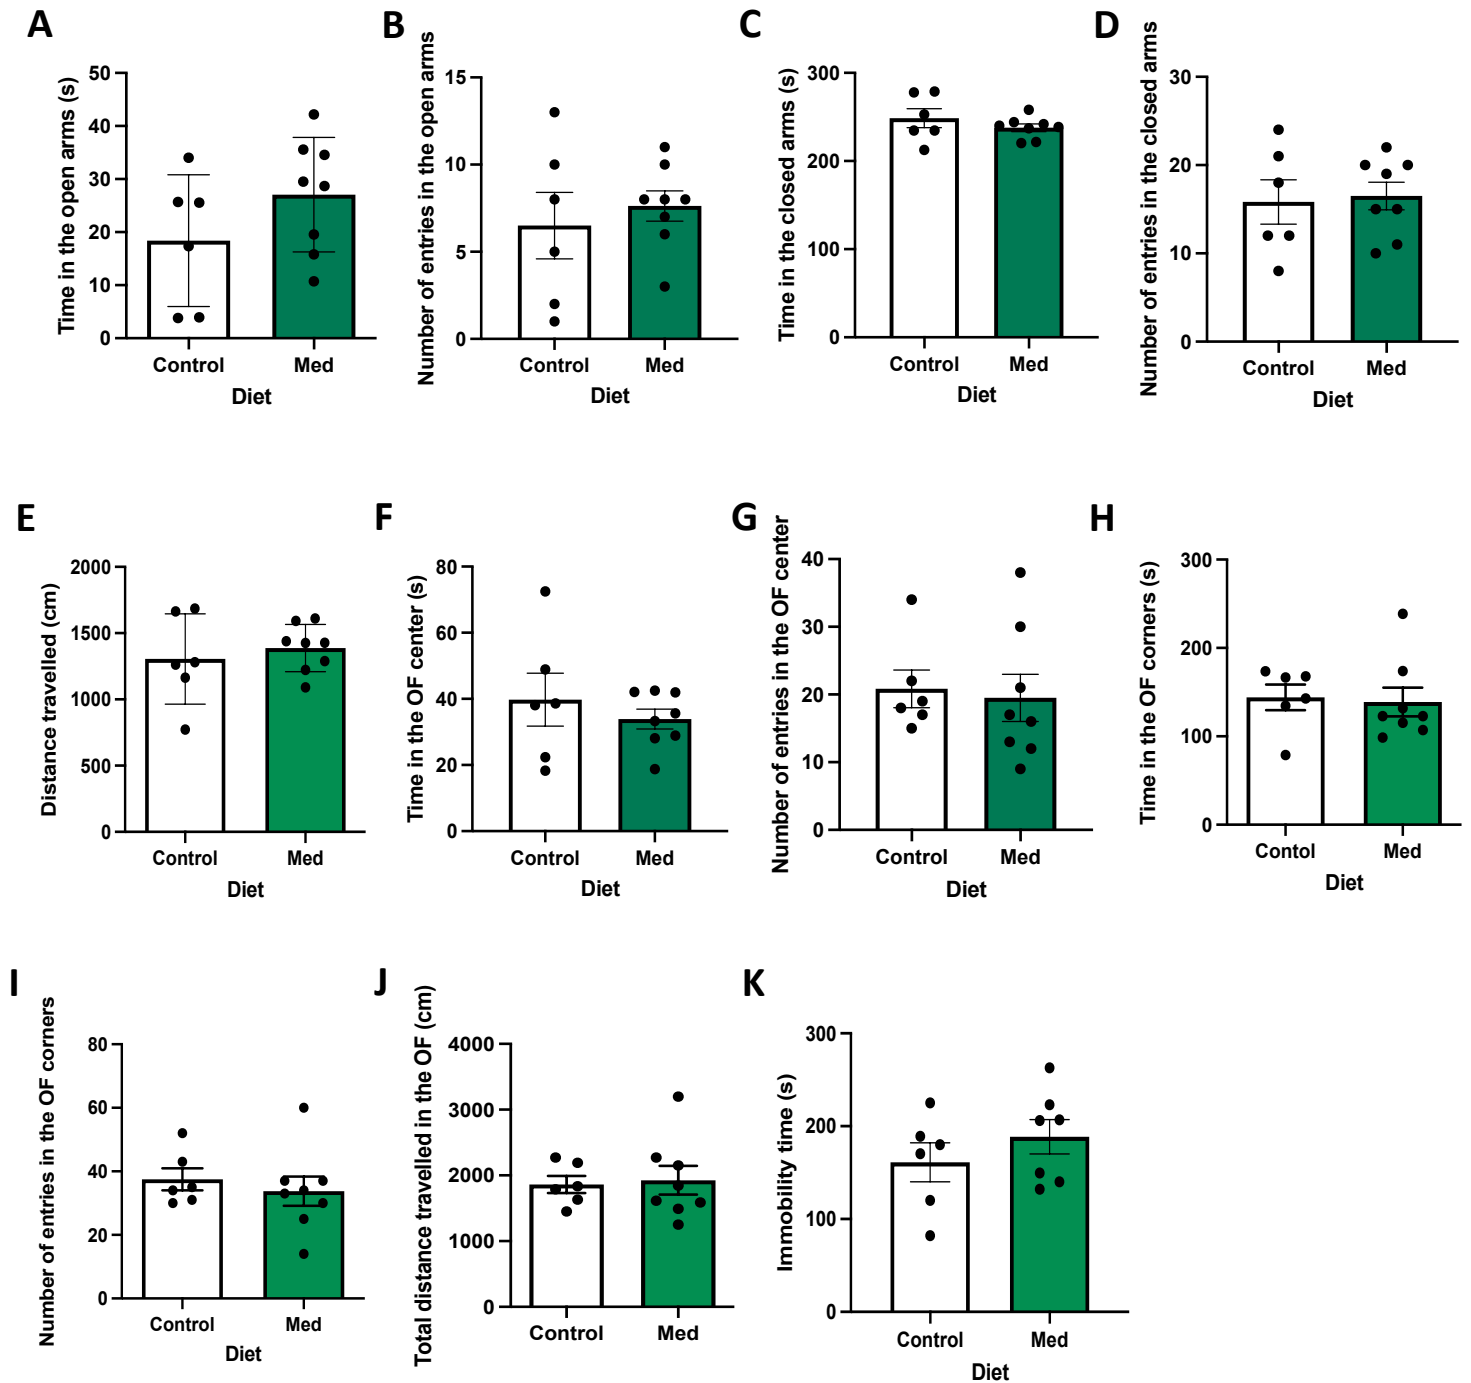 A
Time in the open arms (s)
50
40
30
20
10
0
Control Med
Diet
B
Number of entries in the open arms
15
10
5
0
Control Med
Diet
C
Time in the closed arms (s)
300
200
100
0
Control Med
Diet
D
Number of entries in the closed arms
30
20
10
0
Control Med
Diet
E
Distance travelled (cm)
2000
1500
1000
500
0
Control Med
Diet
F
Time in the OF center (s)
80
60
40
20
0
Control Med
Diet
G
Number of entries in the OF center
40
30
20
10
0
Control Med
Diet
H
Time in the OF corners (s)
300
200
100
0
Contol Med
Diet
I
Number of entries in the OF corners
80
60
40
20
0
Control Med
Diet
J
Total distance travelled in the OF (cm)
4000
3000
2000
1000
0
Control Med
K
Immobility time (s)
300
200
100
0
Control Med
Diet